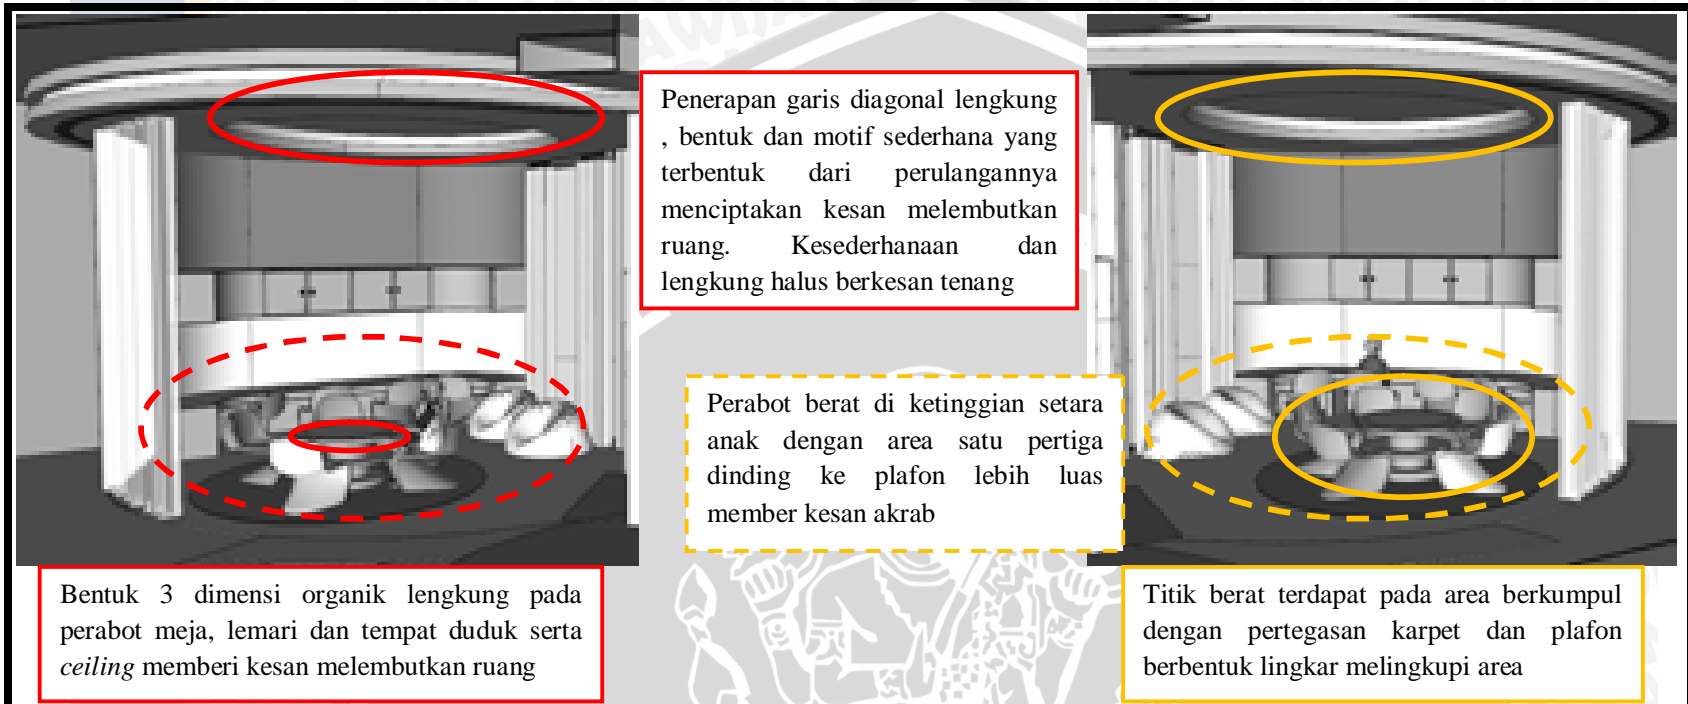 Penerapan garis diagonal lengkung
, bentuk dan motif sederhana yang
terbentuk dari perulangannya
menciptakan kesan melembutkan
ruang. Kesederhanaan dan
lengkung halus berkesan tenang
Perabot berat di ketinggian setara
anak dengan area satu pertiga
dinding ke plafon lebih luas
member kesan akrab
Bentuk 3 dimensi organik lengkung pada
perabot meja, lemari dan tempat duduk serta
ceiling memberi kesan melembutkan ruang
Titik berat terdapat pada area berkumpul
dengan pertegasan karpet dan plafon
berbentuk lingkar melingkupi area